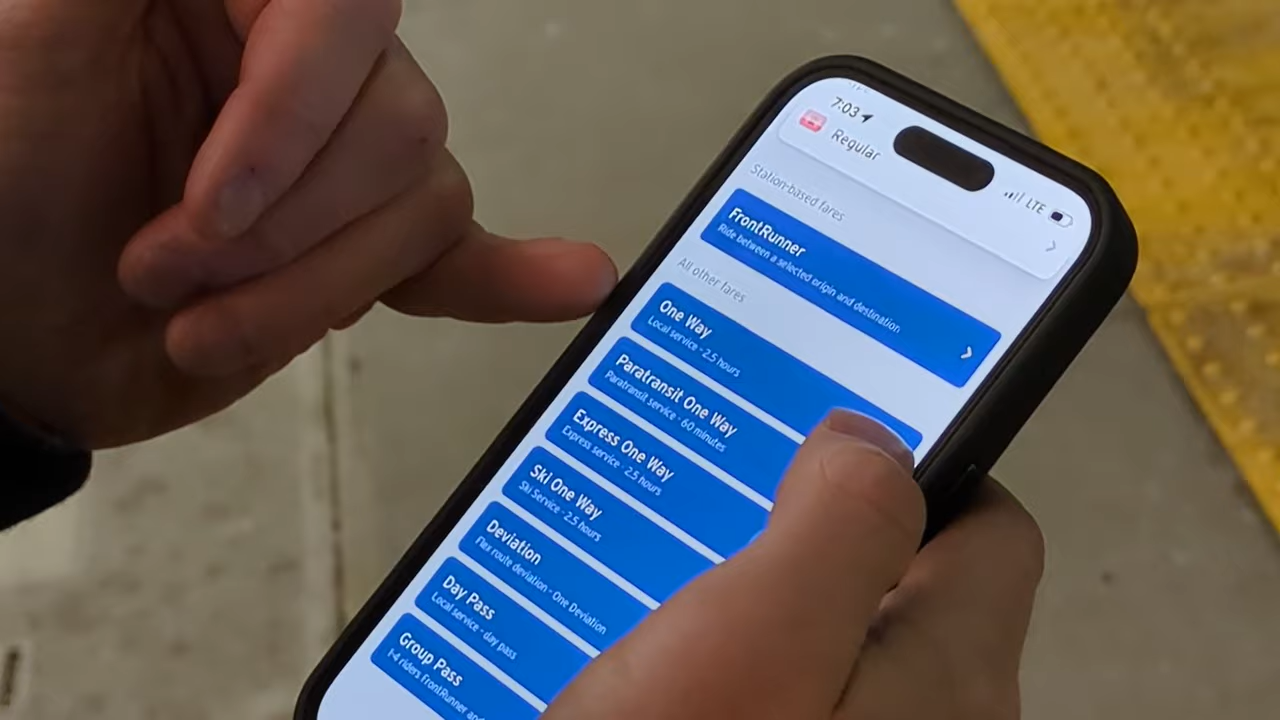 7:03
LTE
Regular
Station-based fares
FrontRunner
Ride between a selected origin and destination
All other fares
One Way
Local service - 2.5 hours
Paratransit One Way
Paratransit service - 60 minutes
Express One Way
Express service - 2.5 hours
Ski One Way
Ski Service - 2.5 hours
Deviation
Flex route deviation - One Deviation
Day Pass
Local service - day pass
Group Pass
1-4 riders FrontRunner and